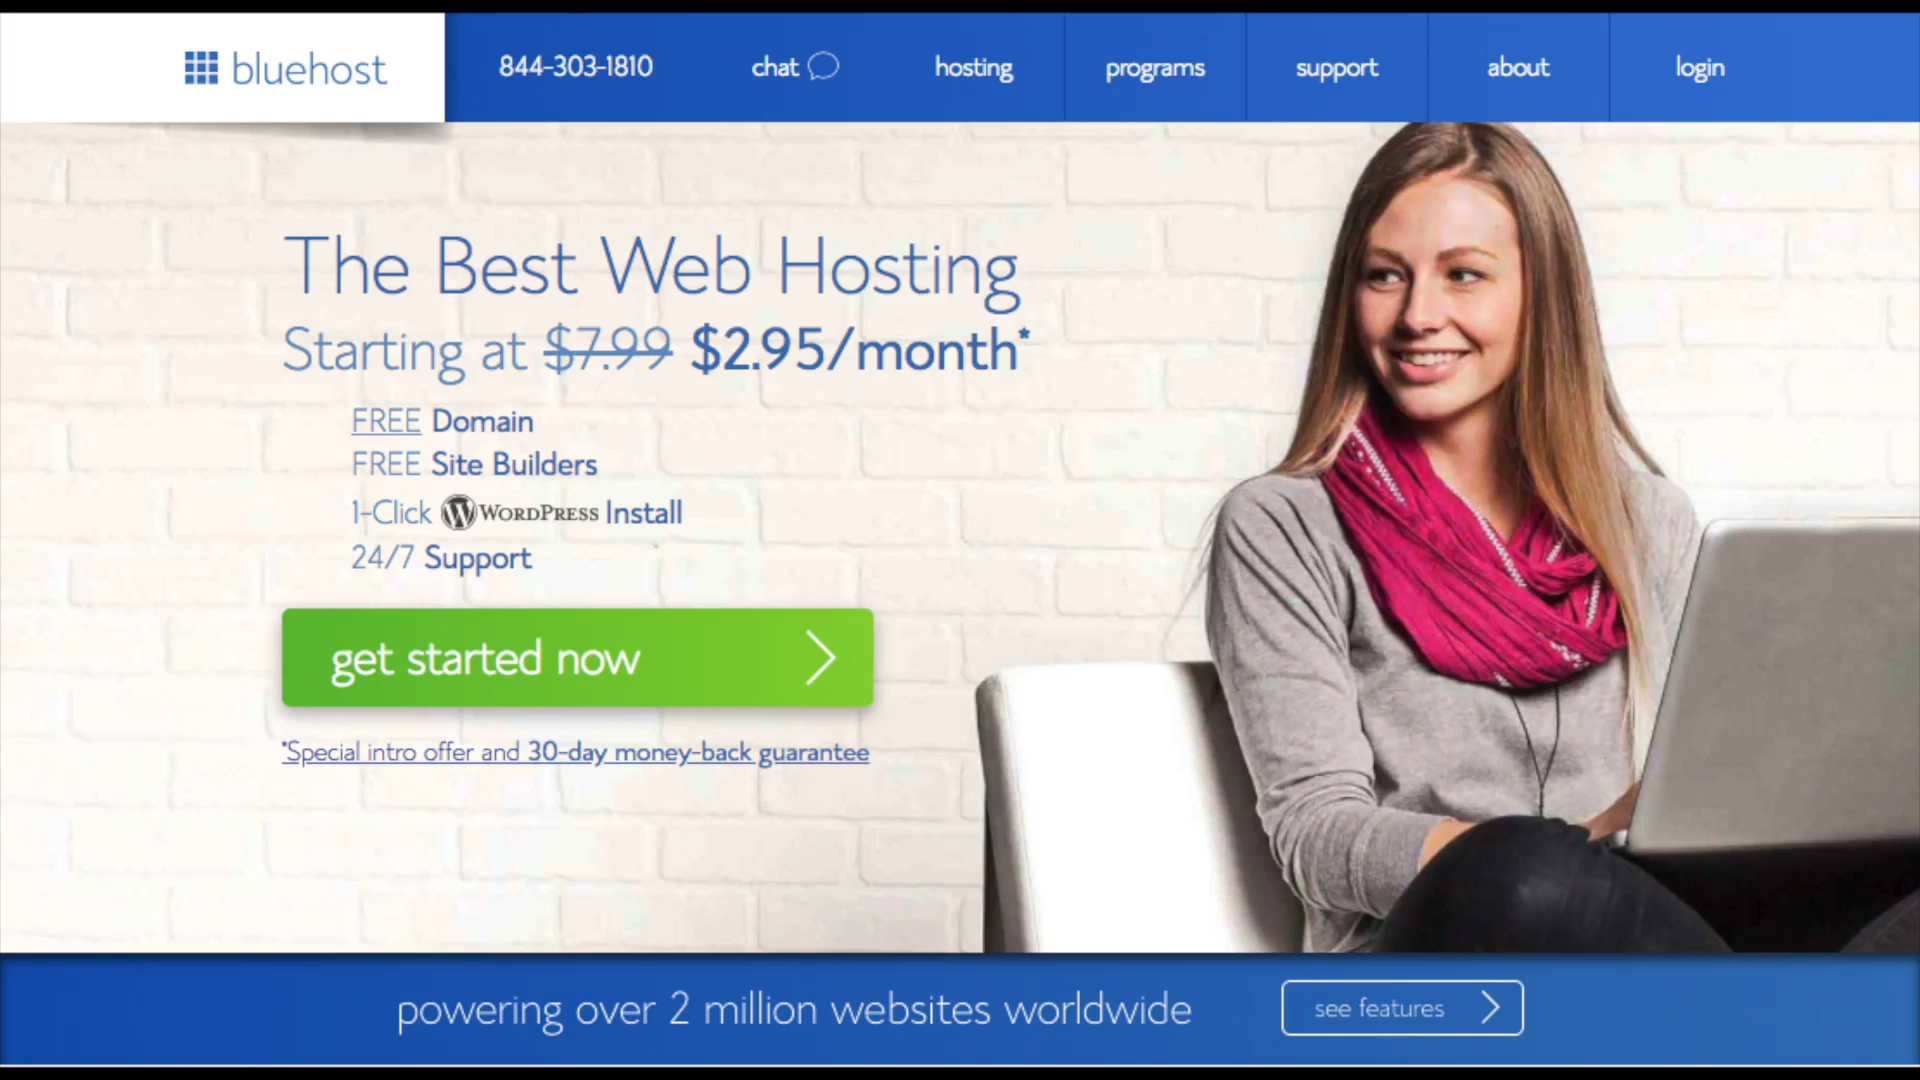 bluehost
844-303-1810
chat
hosting
programs
support
about
login
The Best Web Hosting
Starting at $7.99 $2.95/month*
FREE Domain
FREE Site Builders
1-Click WORDPRESS Install
24/7 Support
get started now
*Special intro offer and 30-day money-back guarantee
powering over 2 million websites worldwide
see features